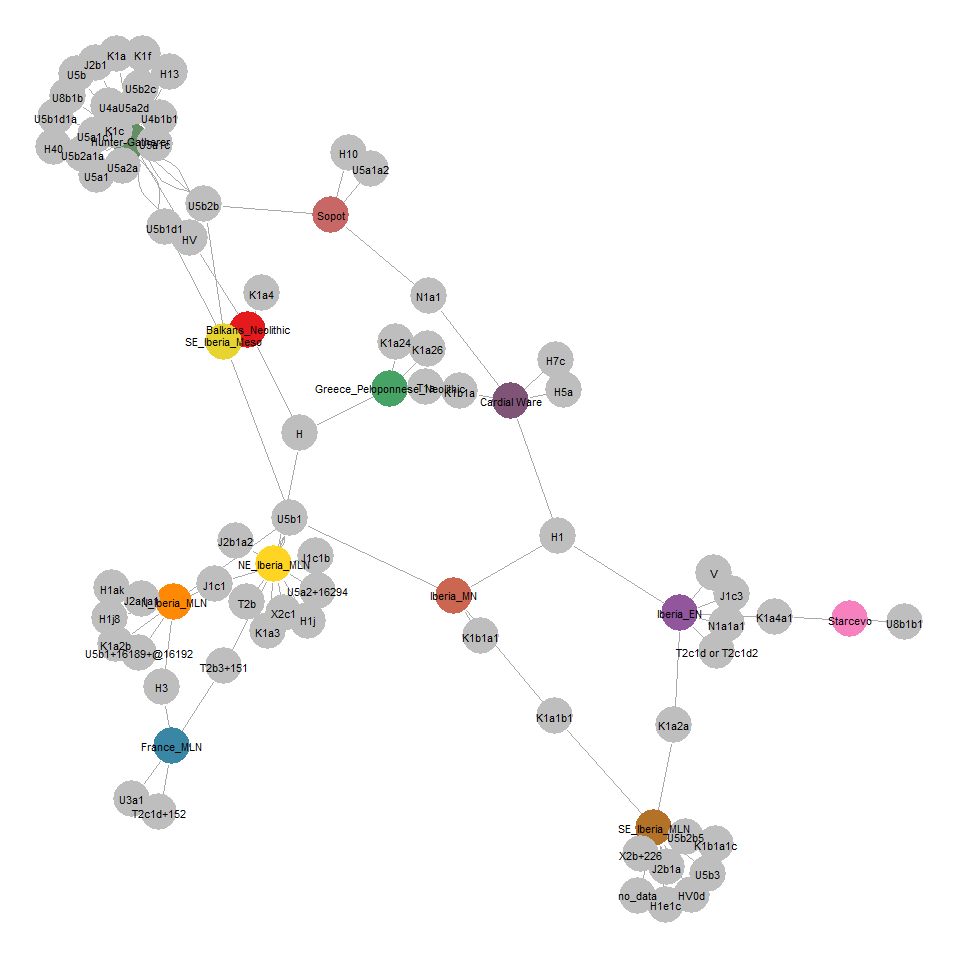 K1a
K1f
J2b1
U5b
H13
U5b2c
U8b1b
U4a
U5a2d
U5b1d1a
U4b1b1
K1c
U5a1c1
Hunter-Gatherer
U5a1c
H40
U5b2a1a
U5a2a
U5a1
H10
U5a1a2
U5b2b
Sopot
U5b1d1
HV
K1a4
N1a1
Balkans_Neolithic
SE_Iberia_Meso
K1a24
K1a26
H7c
Greece_Peloponnese_Neolithic
T1a
K1b1a
H5a
Cardial Ware
H
U5b1
H1
J2b1a2
J1c1b
NE_Iberia_MLN
V
J1c1
H1ak
U5a2+16294
J1c3
Iberia_MN
J2a1a1
T2b
Iberia_EN
X2c1
H1j8
H1j
N1a1a1
K1a4a1
Starcevo
U8b1b1
K1a3
K1b1a1
K1a2b
U5b1+16189+@16192
T2c1d or T2c1d2
T2b3+151
H3
K1a1b1
K1a2a
France_MLN
U3a1
T2c1d+152
SE_Iberia_MLN
U5b2b5
K1b1a1c
X2b+226
J2b1a
U5b3
no_data
HV0d
H1e1c